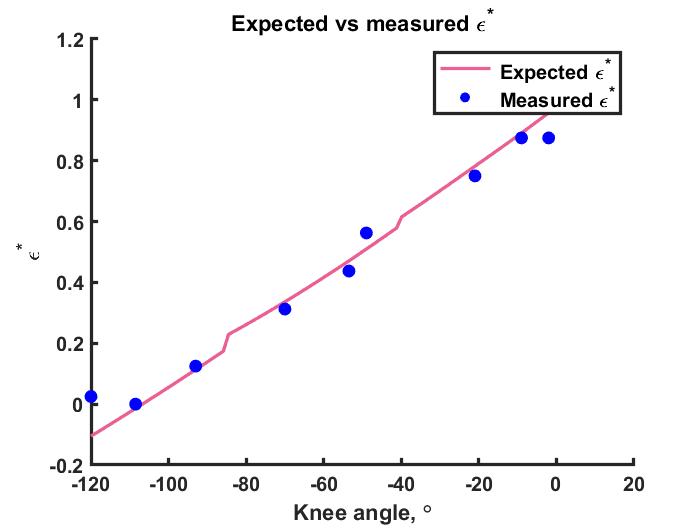 Expected vs measured ϵ*
1.2
1
0.8
0.6
0.4
0.2
0
-0.2
ϵ*
Expected ϵ*
Measured ϵ*
-120 -100 -80 -60 -40 -20 0 20
Knee angle, °